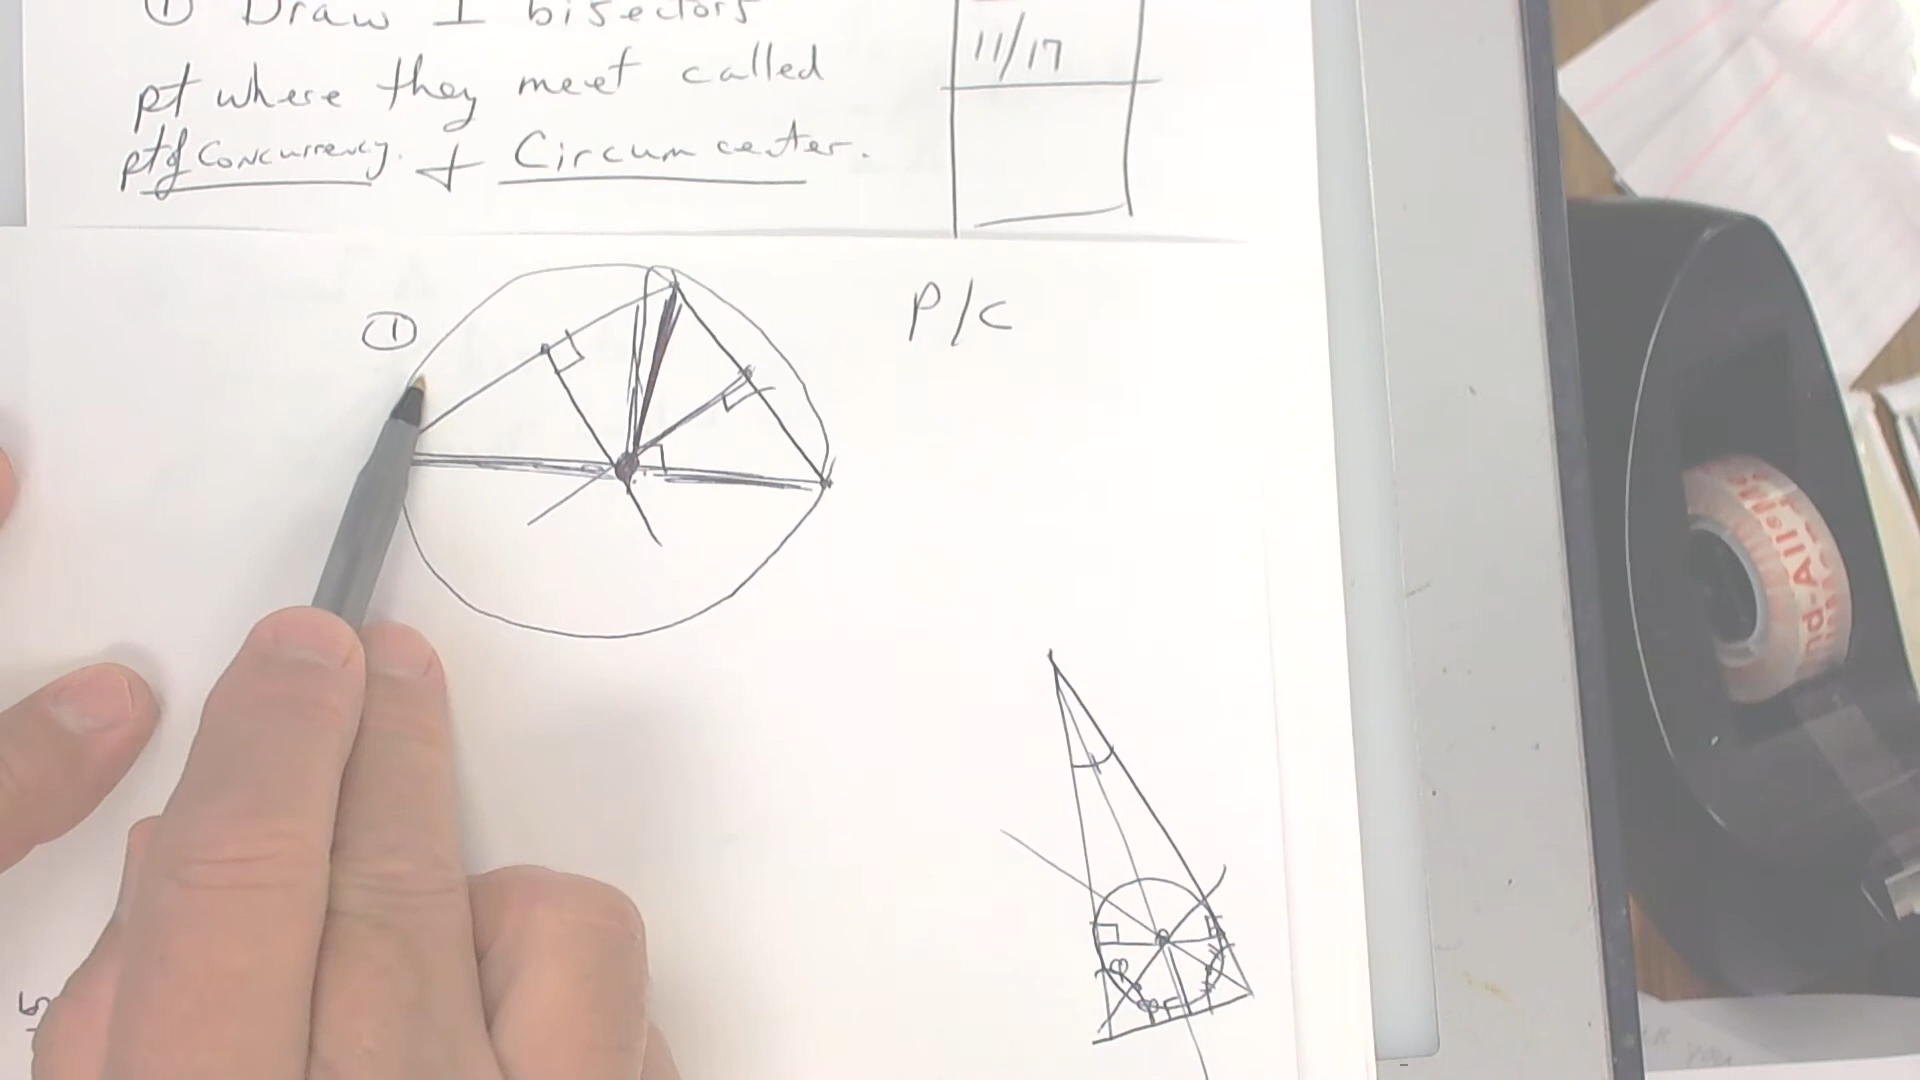 ① Draw ⊥ bisectors
pt where they meet called
pt of Concurrency. + Circumcenter.
11/17
①
P/C